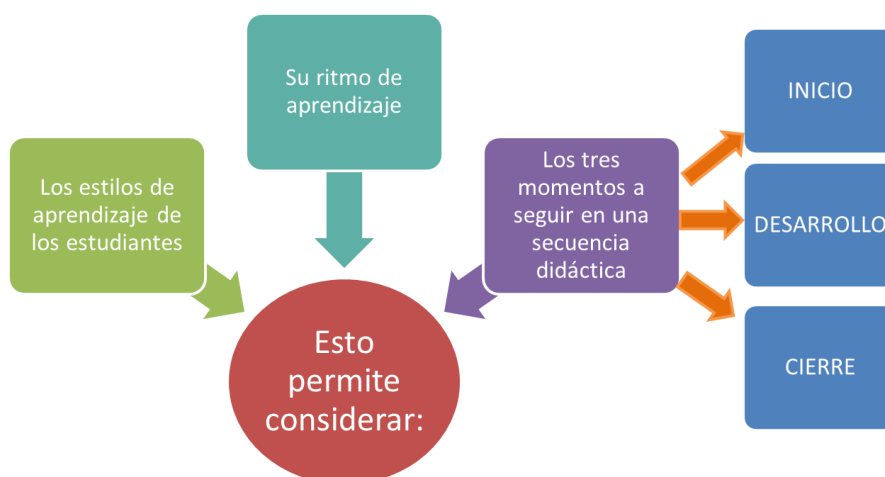 Su ritmo de
aprendizaje
INICIO
Los estilos de
aprendizaje de
los estudiantes
Los tres
momentos a
seguir en una
secuencia
didáctica
DESARROLLO
Esto
permite
considerar:
CIERRE